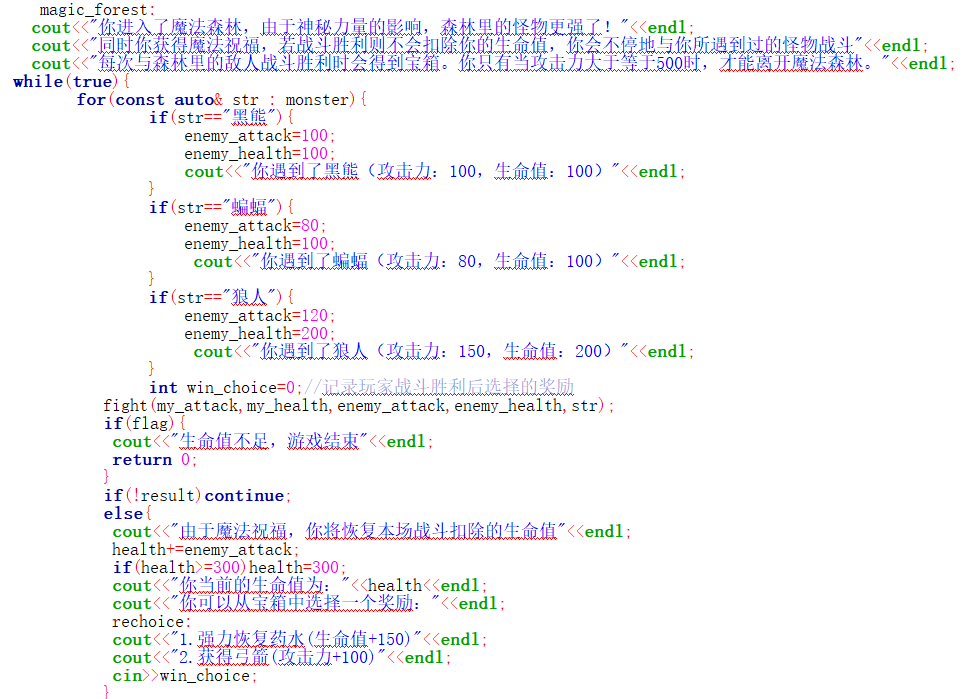 magic_forest:
cout<<"你进入了魔法森林，由于神秘力量的影响，森林里的怪物更强了！"<<endl;
cout<<"同时你获得魔法祝福，若战斗胜利则不会扣除你的生命值，你会不停地与你所遇到过的怪物战斗"<<endl;
cout<<"每次与森林里的敌人战斗胜利时会得到宝箱。你只有当攻击力大于等于500时，才能离开魔法森林。"<<endl;
while(true){
for(const auto& str : monster){
if(str=="黑熊"){
enemy_attack=100;
enemy_health=100;
cout<<"你遇到了黑熊（攻击力：100，生命值：100）"<<endl;
}
if(str=="蝙蝠"){
enemy_attack=80;
enemy_health=100;
cout<<"你遇到了蝙蝠（攻击力：80，生命值：100）"<<endl;
}
if(str=="狼人"){
enemy_attack=120;
enemy_health=200;
cout<<"你遇到了狼人（攻击力：150，生命值：200）"<<endl;
}
int win_choice=0;//记录玩家战斗胜利后选择的奖励
fight(my_attack,my_health,enemy_attack,enemy_health,str);
if(flag){
cout<<"生命值不足，游戏结束"<<endl;
return 0;
}
if(!result)continue;
else{
cout<<"由于魔法祝福，你将恢复本场战斗扣除的生命值"<<endl;
health+=enemy_attack;
if(health>=300)health=300;
cout<<"你当前的生命值为："<<health<<endl;
cout<<"你可以从宝箱中选择一个奖励："<<endl;
rechoice:
cout<<"1.强力恢复药水(生命值+150)"<<endl;
cout<<"2.获得弓箭(攻击力+100)"<<endl;
cin>>win_choice;
}